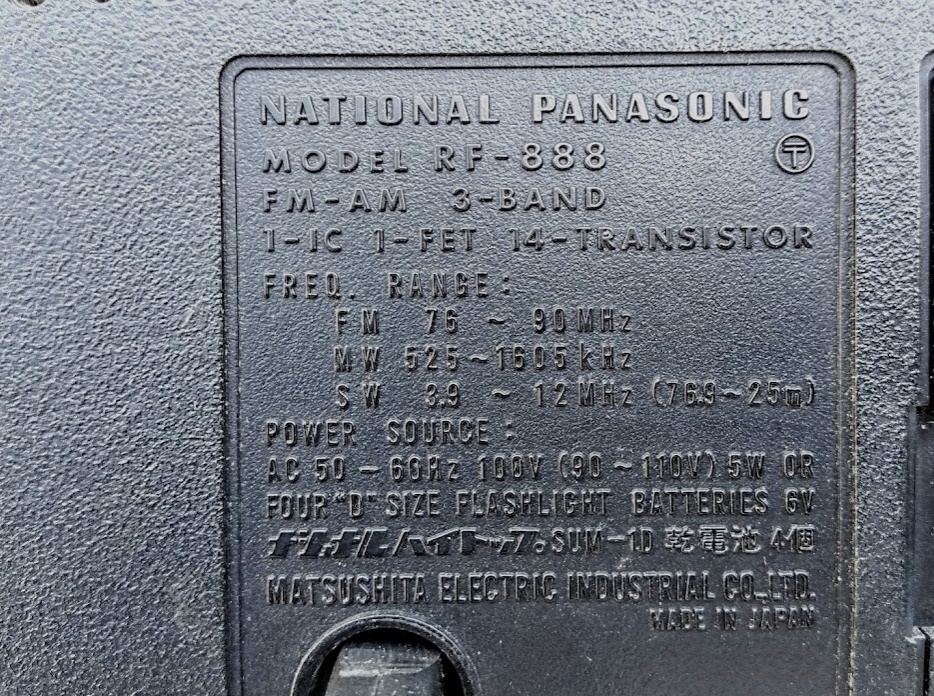 NATIONAL PANASONIC
MODEL RF-888
FM-AM 3-BAND
1-IC 1-FET 14-TRANSISTOR
FREQ. RANGE:
FM 76 ~ 90MHz
MW 525~1605kHz
SW 3.9 ~ 12MHz (76.9~25m)
POWER SOURCE:
AC 50 – 60Hz 100V (90 ~ 110V) 5W OR
FOUR "D" SIZE FLASHLIGHT BATTERIES 6V
ナショナルハイトップ。SUM-1D 乾電池 4個
MATSUSHITA ELECTRIC INDUSTRIAL CO.,LTD.
MADE IN JAPAN